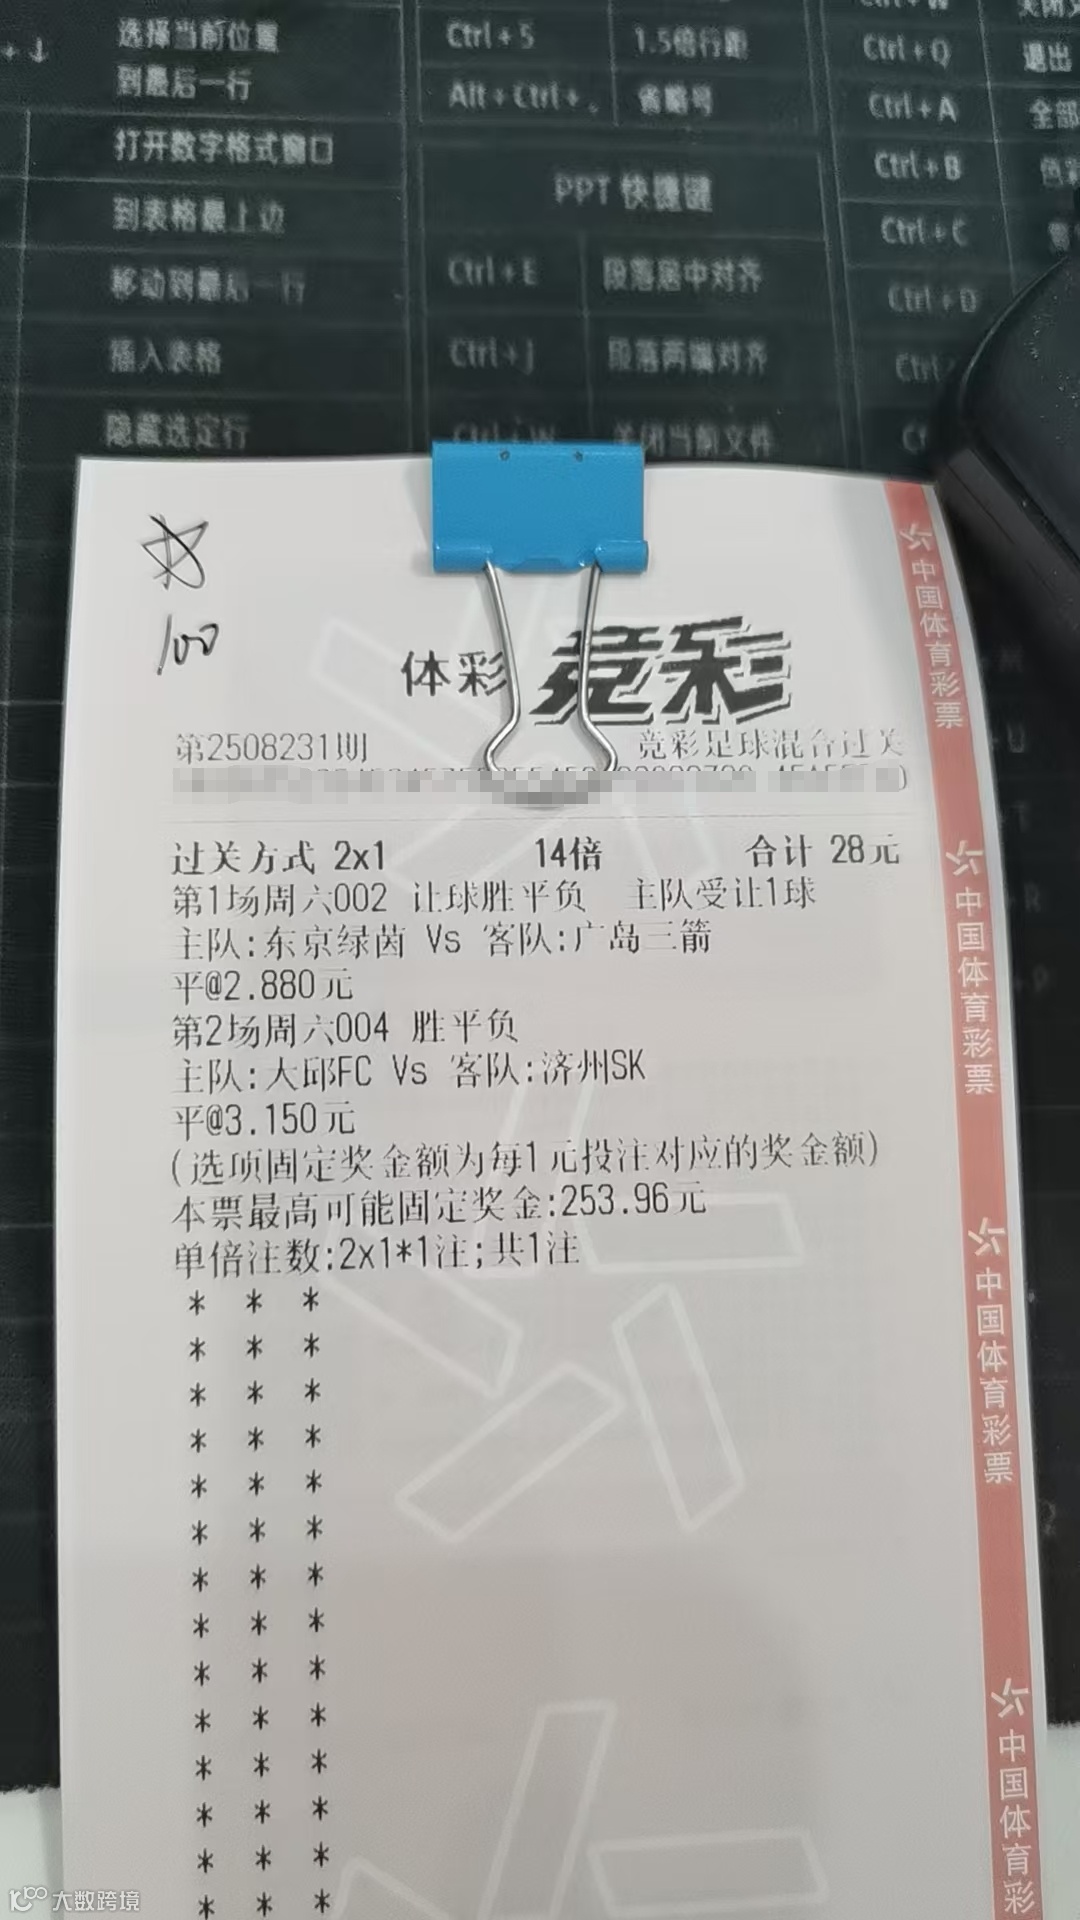 选择当前位置
Ctrl + 5
1.5倍行距
Ctrl + W
+ ↓
到最后一行
Alt + Ctrl + 。
省略号
Ctrl + Q
退出
打开数字格式窗口
Ctrl + A
全部
PPT 快捷键
Ctrl + B
到表格最上边
Ctrl + C
移动到最后一行
Ctrl + E
段落居中对齐
Ctrl + D
插入表格
Ctrl + J
段落两端对齐
Ctrl
隐藏选定行
Ctrl + W
关闭当前文件
100
体彩 竞彩
第2508231期
竞彩足球混合过关
过关方式 2x1 14倍 合计 28元
第1场周六002 让球胜平负 主队受让1球
主队:东京绿茵 Vs 客队:广岛三箭
平@2.880元
第2场周六004 胜平负
主队:大邱FC Vs 客队:济州SK
平@3.150元
(选项固定奖金额为每1元投注对应的奖金额)
本票最高可能固定奖金:253.96元
单倍注数:2x1*1注;共1注
* * *
* * *
* * *
* * *
* * *
* * *
* * *
* * *
* * *
* * *
* * *
* * *
* * *
* * *
中国体育彩票
中国体育彩票
中国体育彩票
中国体育彩
大数跨境